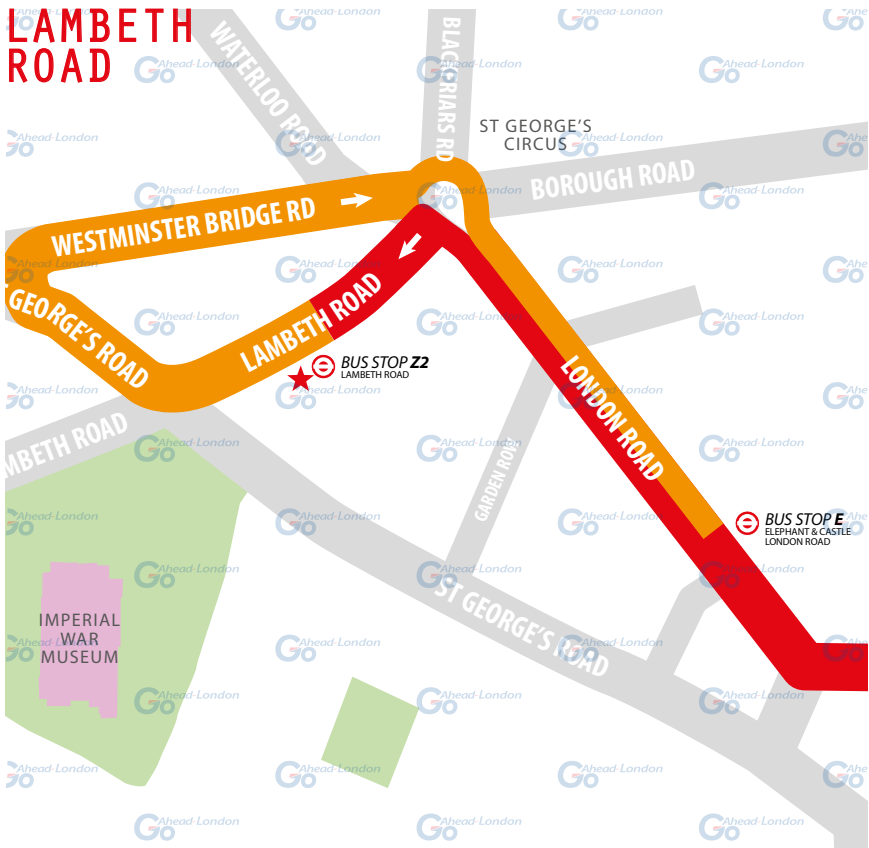 LAMBETH
ROAD
WATERLOO ROAD
BLACKFRIARS RD
ST GEORGE'S
CIRCUS
BOROUGH ROAD
WESTMINSTER BRIDGE RD
GEORGE'S ROAD
LAMBETH ROAD
BUS STOP Z2
LAMBETH ROAD
LONDON ROAD
MBETH ROAD
GARDEN ROW
BUS STOP E
ELEPHANT & CASTLE
LONDON ROAD
ST GEORGE'S ROAD
IMPERIAL
WAR
MUSEUM
Go Ahead-London